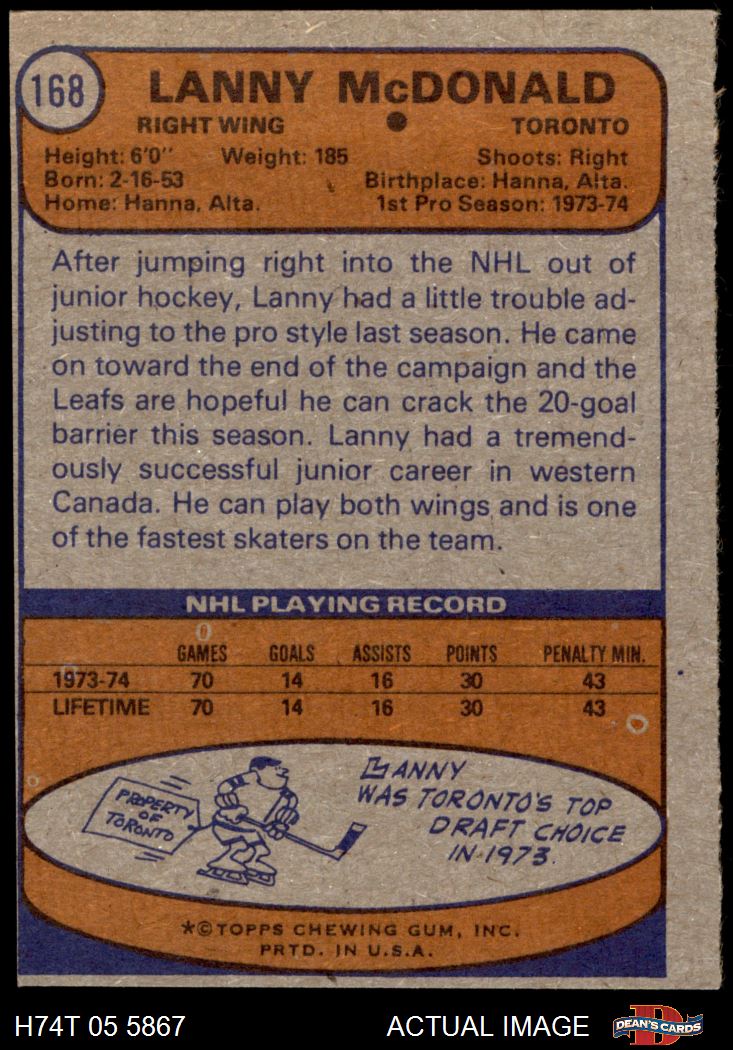 168
LANNY McDONALD
RIGHT WING ● TORONTO
Height: 6'0" Weight: 185 Shoots: Right
Born: 2-16-53 Birthplace: Hanna, Alta.
Home: Hanna, Alta. 1st Pro Season: 1973-74
After jumping right into the NHL out of
junior hockey, Lanny had a little trouble ad-
justing to the pro style last season. He came
on toward the end of the campaign and the
Leafs are hopeful he can crack the 20-goal
barrier this season. Lanny had a tremend-
ously successful junior career in western
Canada. He can play both wings and is one
of the fastest skaters on the team.
NHL PLAYING RECORD
GAMES GOALS ASSISTS POINTS PENALTY MIN.
1973-74 70 14 16 30 43
LIFETIME 70 14 16 30 43
PROPERTY
OF
TORONTO
LANNY
WAS TORONTO'S TOP
DRAFT CHOICE
IN 1973.
*©TOPPS CHEWING GUM, INC.
PRTD. IN U.S.A.
H74T 05 5867 ACTUAL IMAGE D DEAN'S CARDS